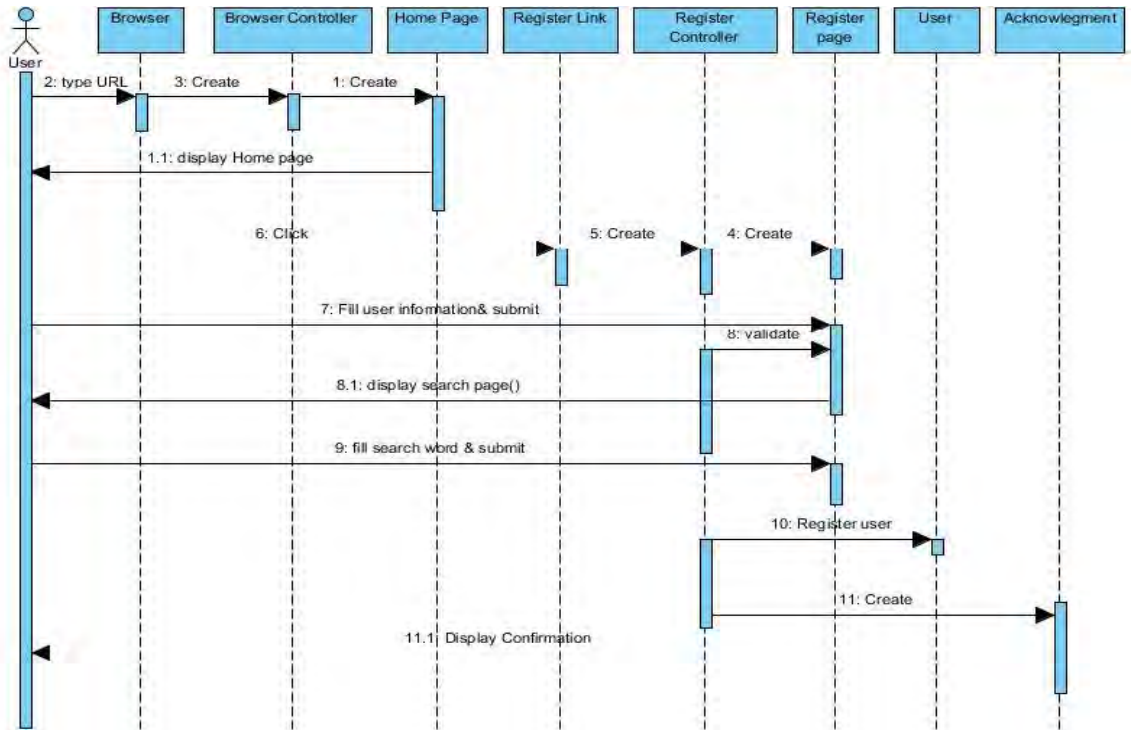 Browser
Browser Controller
Home Page
Register Link
Register
Controller
Register
page
User
Acknowlegment
User
2: type URL
3: Create
1: Create
1.1: display Home page
6: Click
5: Create
4: Create
7: Fill user information& submit
8: validate
8.1: display search page()
9: fill search word & submit
10: Register user
11: Create
11.1: Display Confirmation